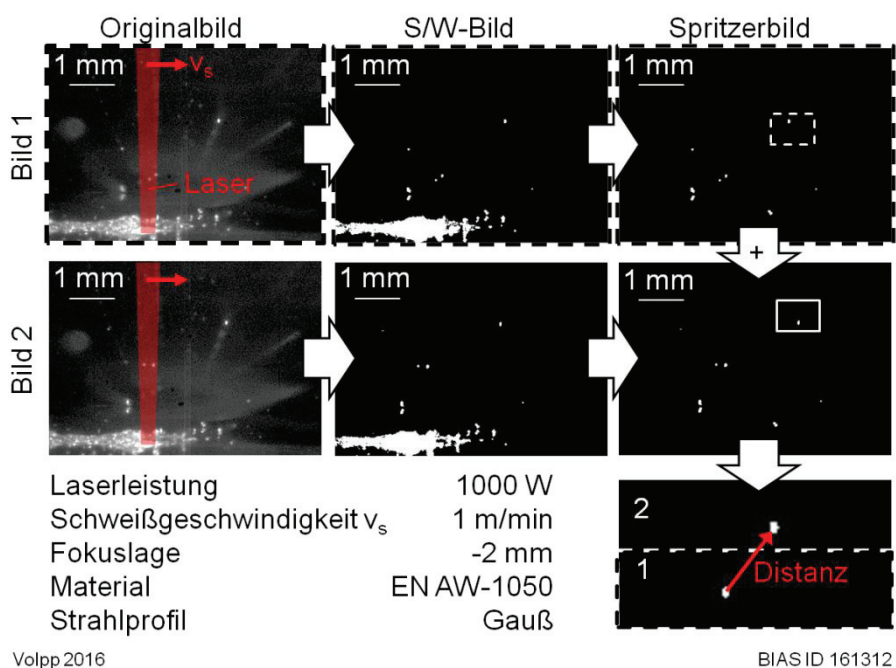 Originalbild S/W-Bild Spritzerbild
Bild 1
1 mm
v_s
Laser
1 mm
1 mm
+
Bild 2
1 mm
1 mm
1 mm
Laserleistung 1000 W
Schweißgeschwindigkeit v_s 1 m/min
Fokuslage -2 mm
Material EN AW-1050
Strahlprofil Gauß
2
1
Distanz
Volpp 2016 BIAS ID 161312